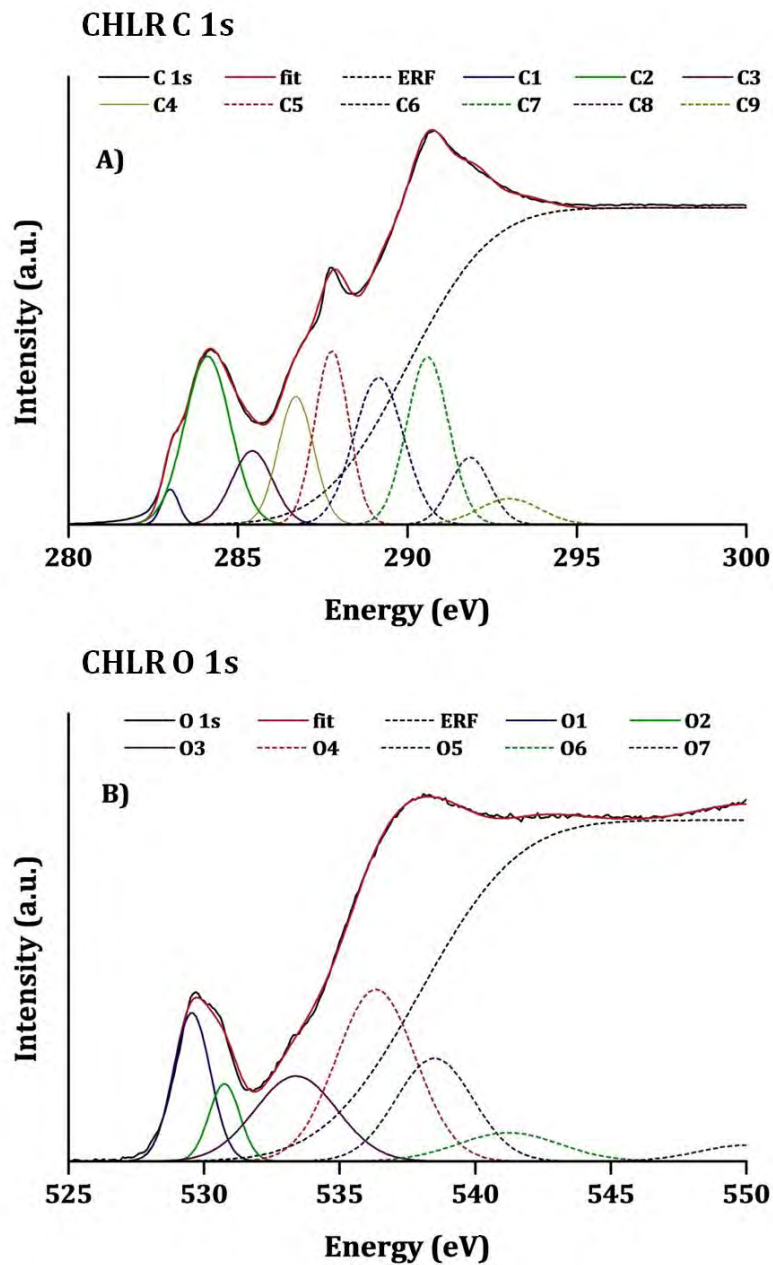 CHLR C 1s
C 1s fit ERF C1 C2 C3
C4 C5 C6 C7 C8 C9
A)
Intensity (a.u.)
280 285 290 295 300
Energy (eV)
CHLR O 1s
O 1s fit ERF O1 O2
O3 O4 O5 O6 O7
B)
Intensity (a.u.)
525 530 535 540 545 550
Energy (eV)